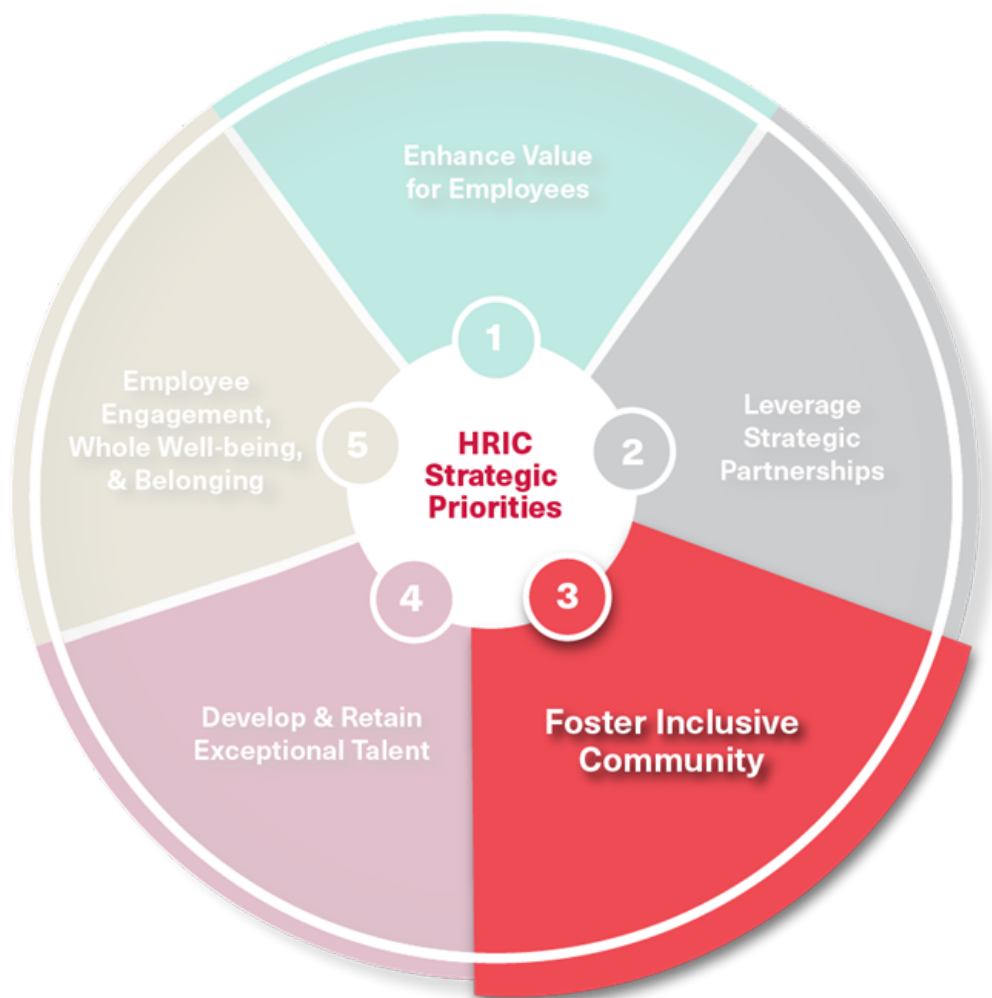 Enhance Value
for Employees
1
Leverage
Strategic
Partnerships
2
HRIC
Strategic
Priorities
3
Foster Inclusive
Community
4
Develop & Retain
Exceptional Talent
5
Employee
Engagement,
Whole Well-being,
& Belonging